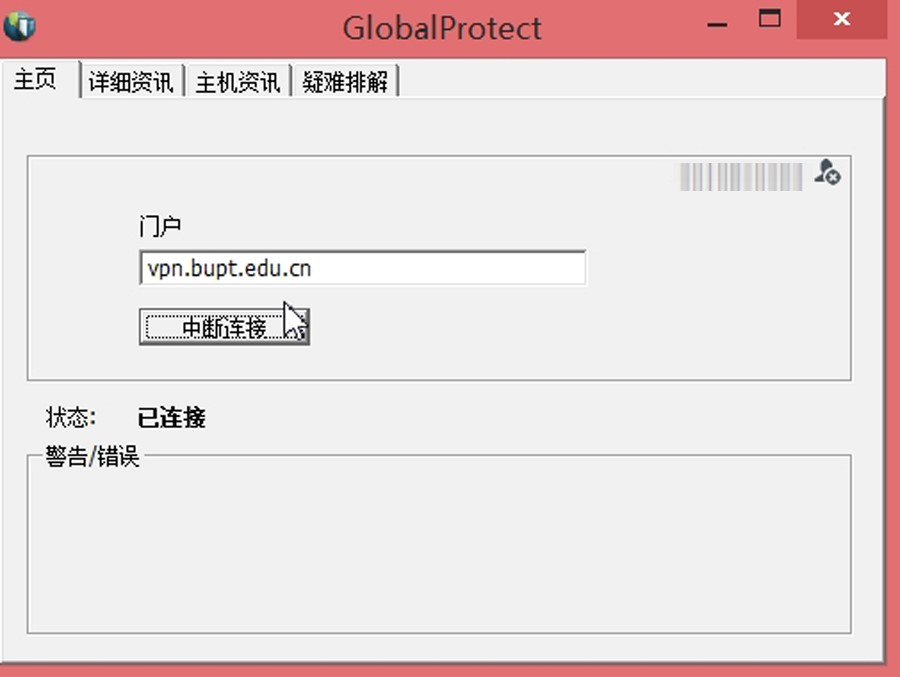 GlobalProtect
主页 详细资讯 主机资讯 疑难排解
门户
vpn.bupt.edu.cn
中断连接
状态: 已连接
警告/错误